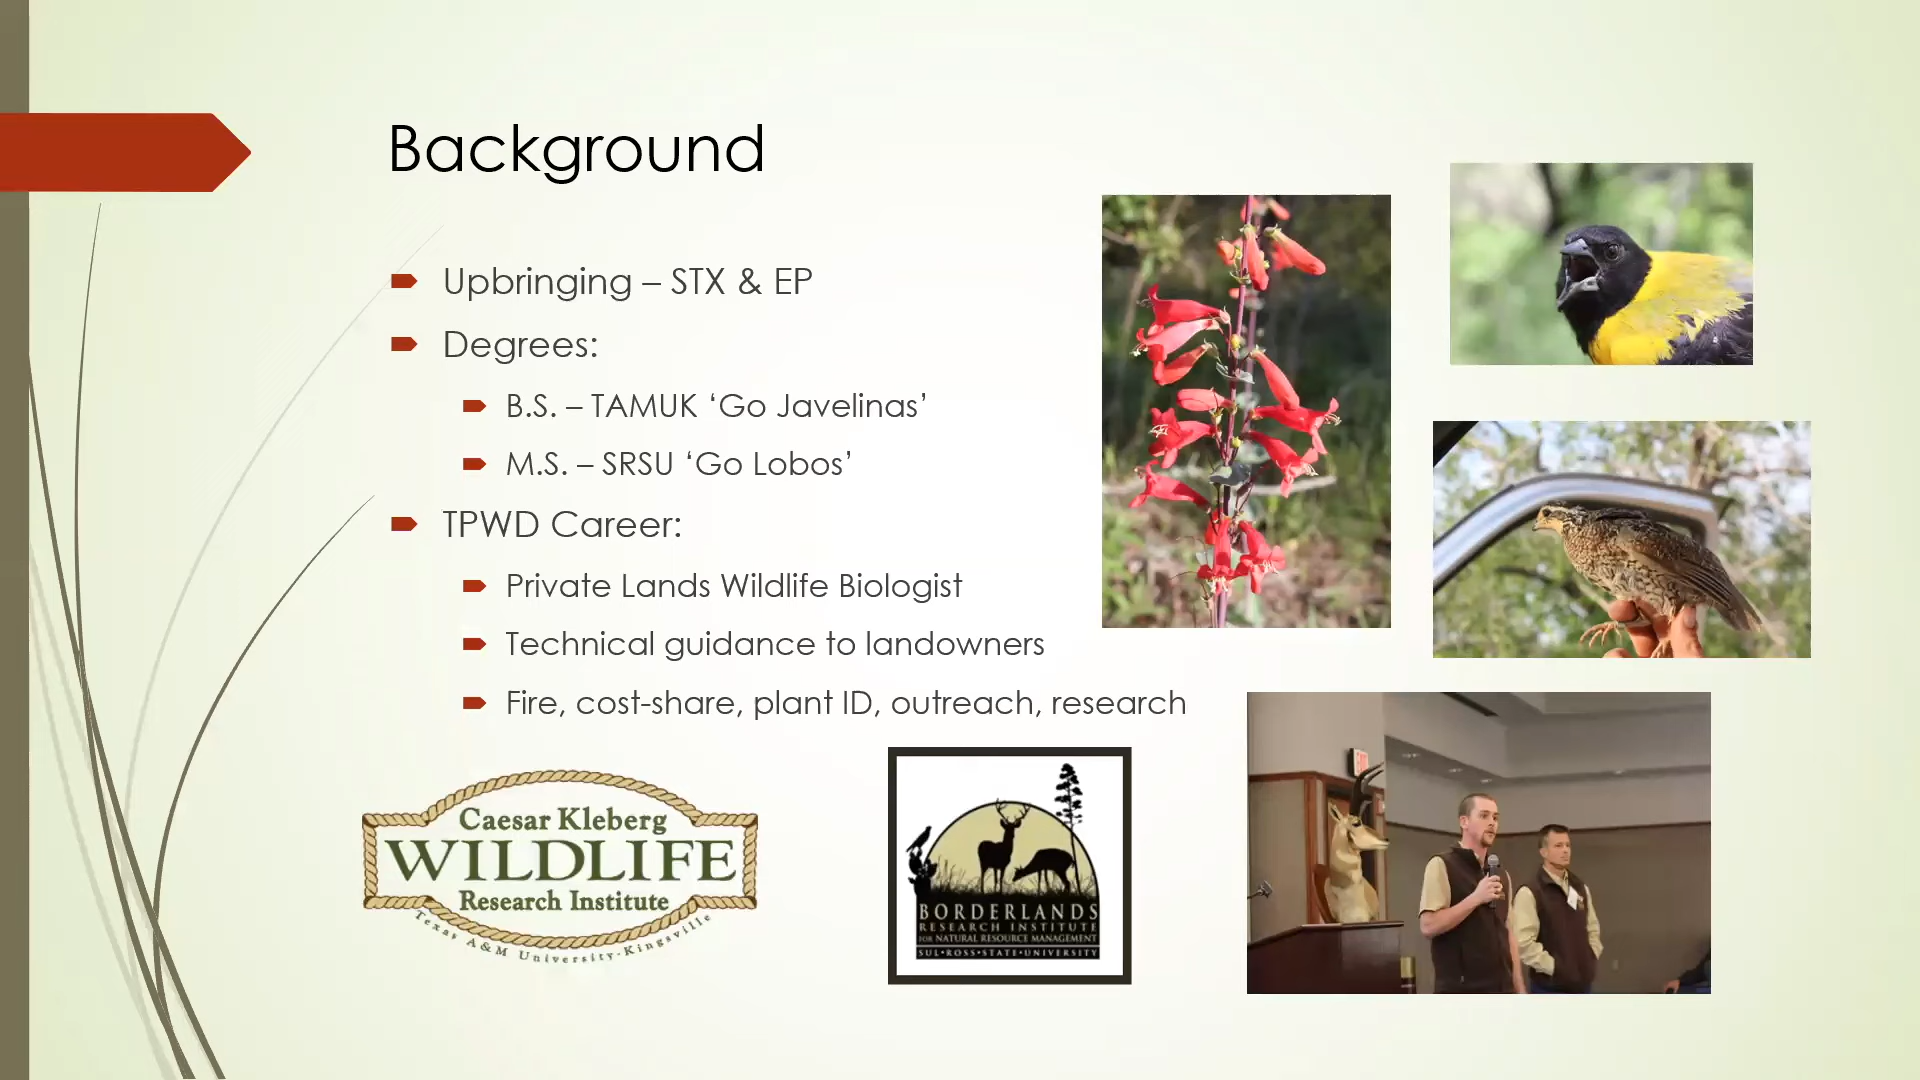 Background
Upbringing – STX & EP
Degrees:
B.S. – TAMUK ‘Go Javelinas’
M.S. – SRSU ‘Go Lobos’
TPWD Career:
Private Lands Wildlife Biologist
Technical guidance to landowners
Fire, cost-share, plant ID, outreach, research
Caesar Kleberg
WILDLIFE
Research Institute
Texas A&M University-Kingsville
BORDERLANDS
RESEARCH INSTITUTE
FOR NATURAL RESOURCE MANAGEMENT
SUL•ROSS•STATE•UNIVERSITY